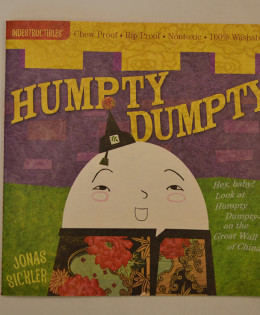 INDESTRUCTIBLES
Chew Proof • Rip Proof • Nontoxic • 100% Washab
HUMPTY
DUMPTY
Hey, baby!
Look at
Humpty
Dumpty
on the
Great Wall
of China
JONAS
SICKLER